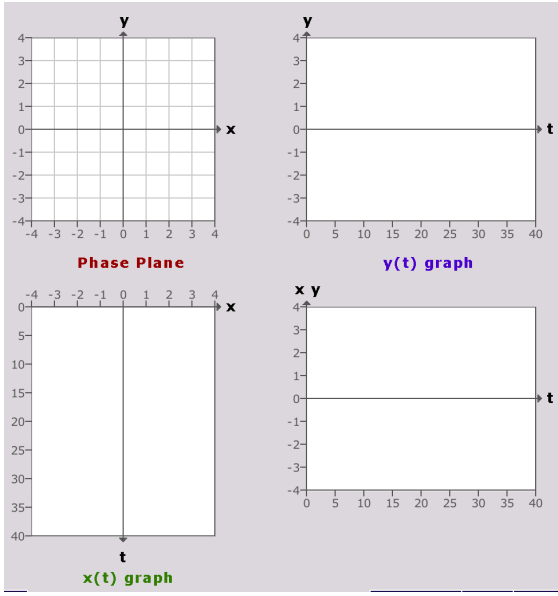 y y
4 4
3 3
2 2
1 1
0 x 0 t
-1 -1
-2 -2
-3 -3
-4 -4
-4 -3 -2 -1 0 1 2 3 4 0 5 10 15 20 25 30 35 40
Phase Plane y(t) graph
-4 -3 -2 -1 0 1 2 3 4 x y
0 x 4
5 3
10 2
15 1
20 0 t
25 -1
30 -2
35 -3
40 -4
0 5 10 15 20 25 30 35 40
t
x(t) graph